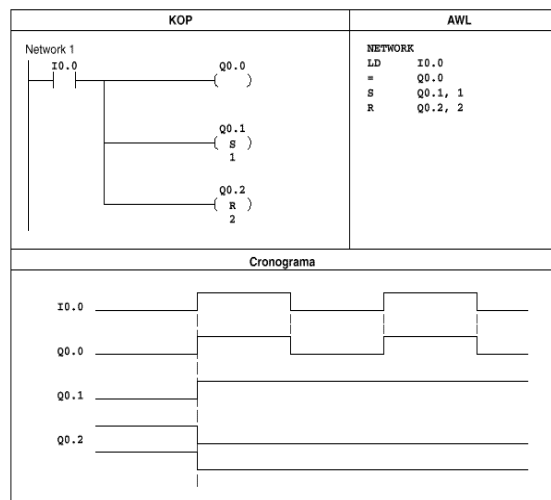 KOP
AWL
Network 1
I0.0
Q0.0
Q0.1
S
1
Q0.2
R
2
NETWORK
LD I0.0
= Q0.0
S Q0.1, 1
R Q0.2, 2
Cronograma
I0.0
Q0.0
Q0.1
Q0.2